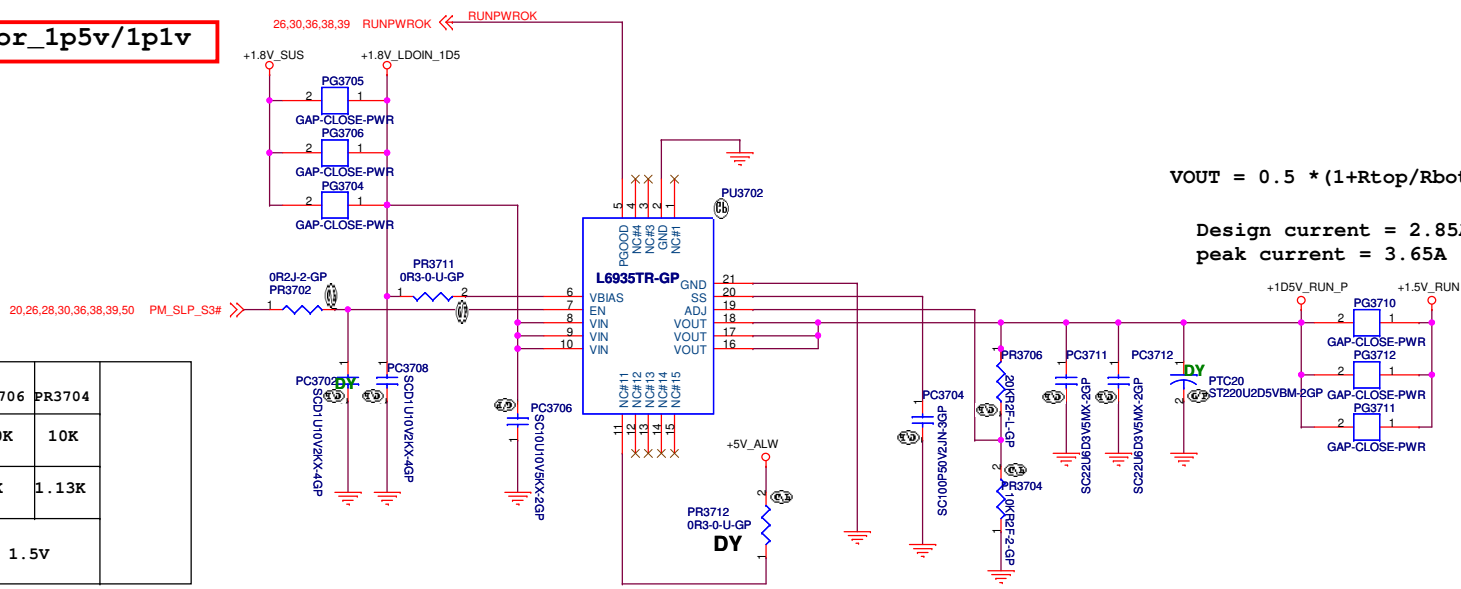 or_1p5v/1p1v
26,30,36,38,39 RUNPWROK
RUNPWROK
+1.8V_SUS
+1.8V_LDOIN_1D5
PG3705
2 1
GAP-CLOSE-PWR
PG3706
2 1
GAP-CLOSE-PWR
PG3704
2 1
GAP-CLOSE-PWR
PU3702
5 4 3 2 1
PGOOD NC#4 NC#3 GND NC#1
L6935TR-GP
6 VBIAS
7 EN
8 VIN
9 VIN
10 VIN
GND 21
SS 20
ADJ 19
VOUT 18
VOUT 17
VOUT 16
NC#11 NC#12 NC#13 NC#14 NC#15
11 12 13 14 15
VOUT = 0.5 *(1+Rtop/Rbot
Design current = 2.85A
peak current = 3.65A
0R2J-2-GP
PR3702
1 2
PR3711
0R3-0-U-GP
1 2
20,26,28,30,36,38,39,50 PM_SLP_S3#
+1D5V_RUN_P
+1.5V_RUN
PG3710
2 1
GAP-CLOSE-PWR
PG3712
2 1
GAP-CLOSE-PWR
PG3711
2 1
GAP-CLOSE-PWR
PC3702
DY
SCD1U10V2KX-4GP
PC3708
SCD1U10V2KX-4GP
PC3706
SC10U10V5KX-2GP
+5V_ALW
PR3712
0R3-0-U-GP
DY
PC3704
SC100P50V2JN-3GP
PR3706
20KR2F-L-GP
PR3704
10KR2F-2-GP
PC3711
SC22U6D3V5MX-2GP
PC3712
SC22U6D3V5MX-2GP
DY
PTC20
ST220U2D5VBM-2GP
706 PR3704
0K 10K
K 1.13K
1.5V